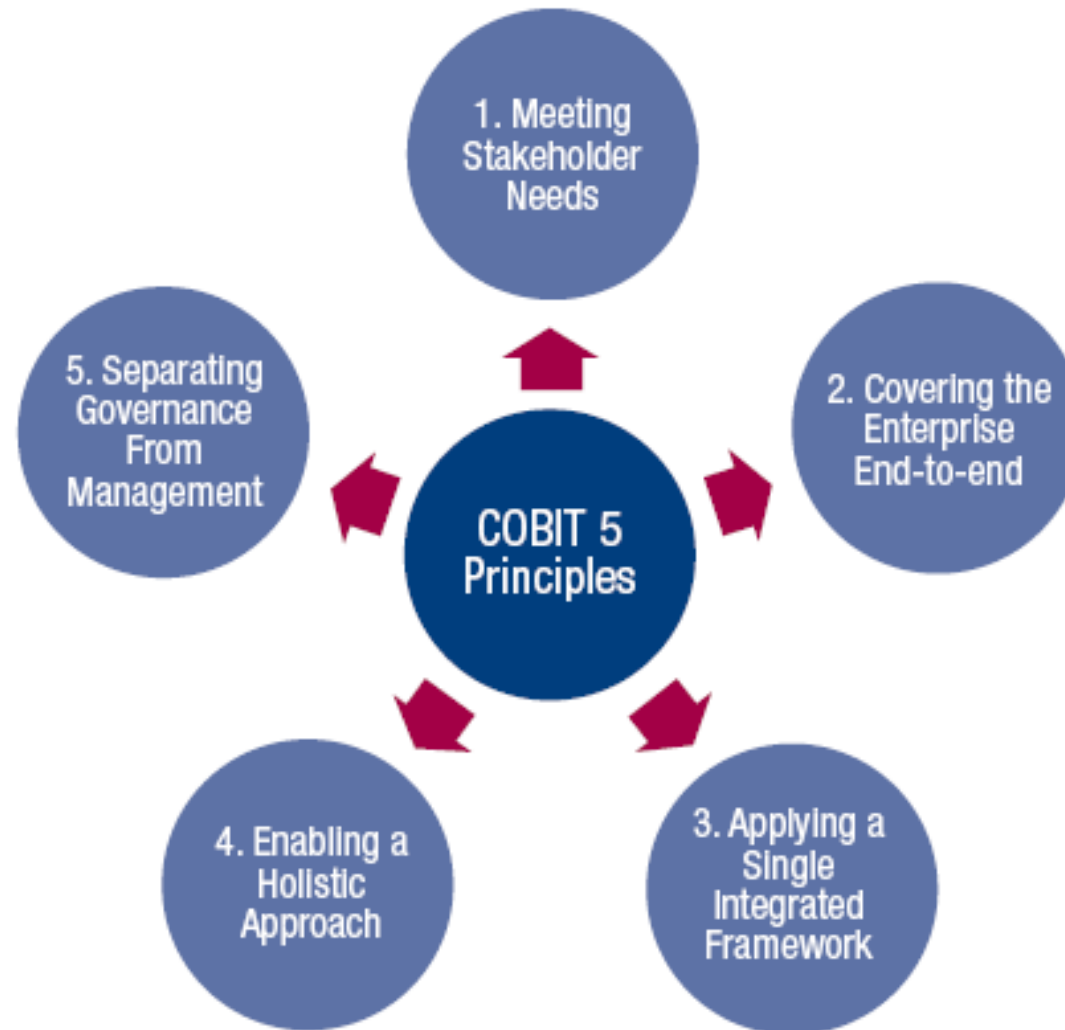 1. Meeting
Stakeholder
Needs
2. Covering the
Enterprise
End-to-end
3. Applying a
Single
Integrated
Framework
4. Enabling a
Holistic
Approach
5. Separating
Governance
From
Management
COBIT 5
Principles